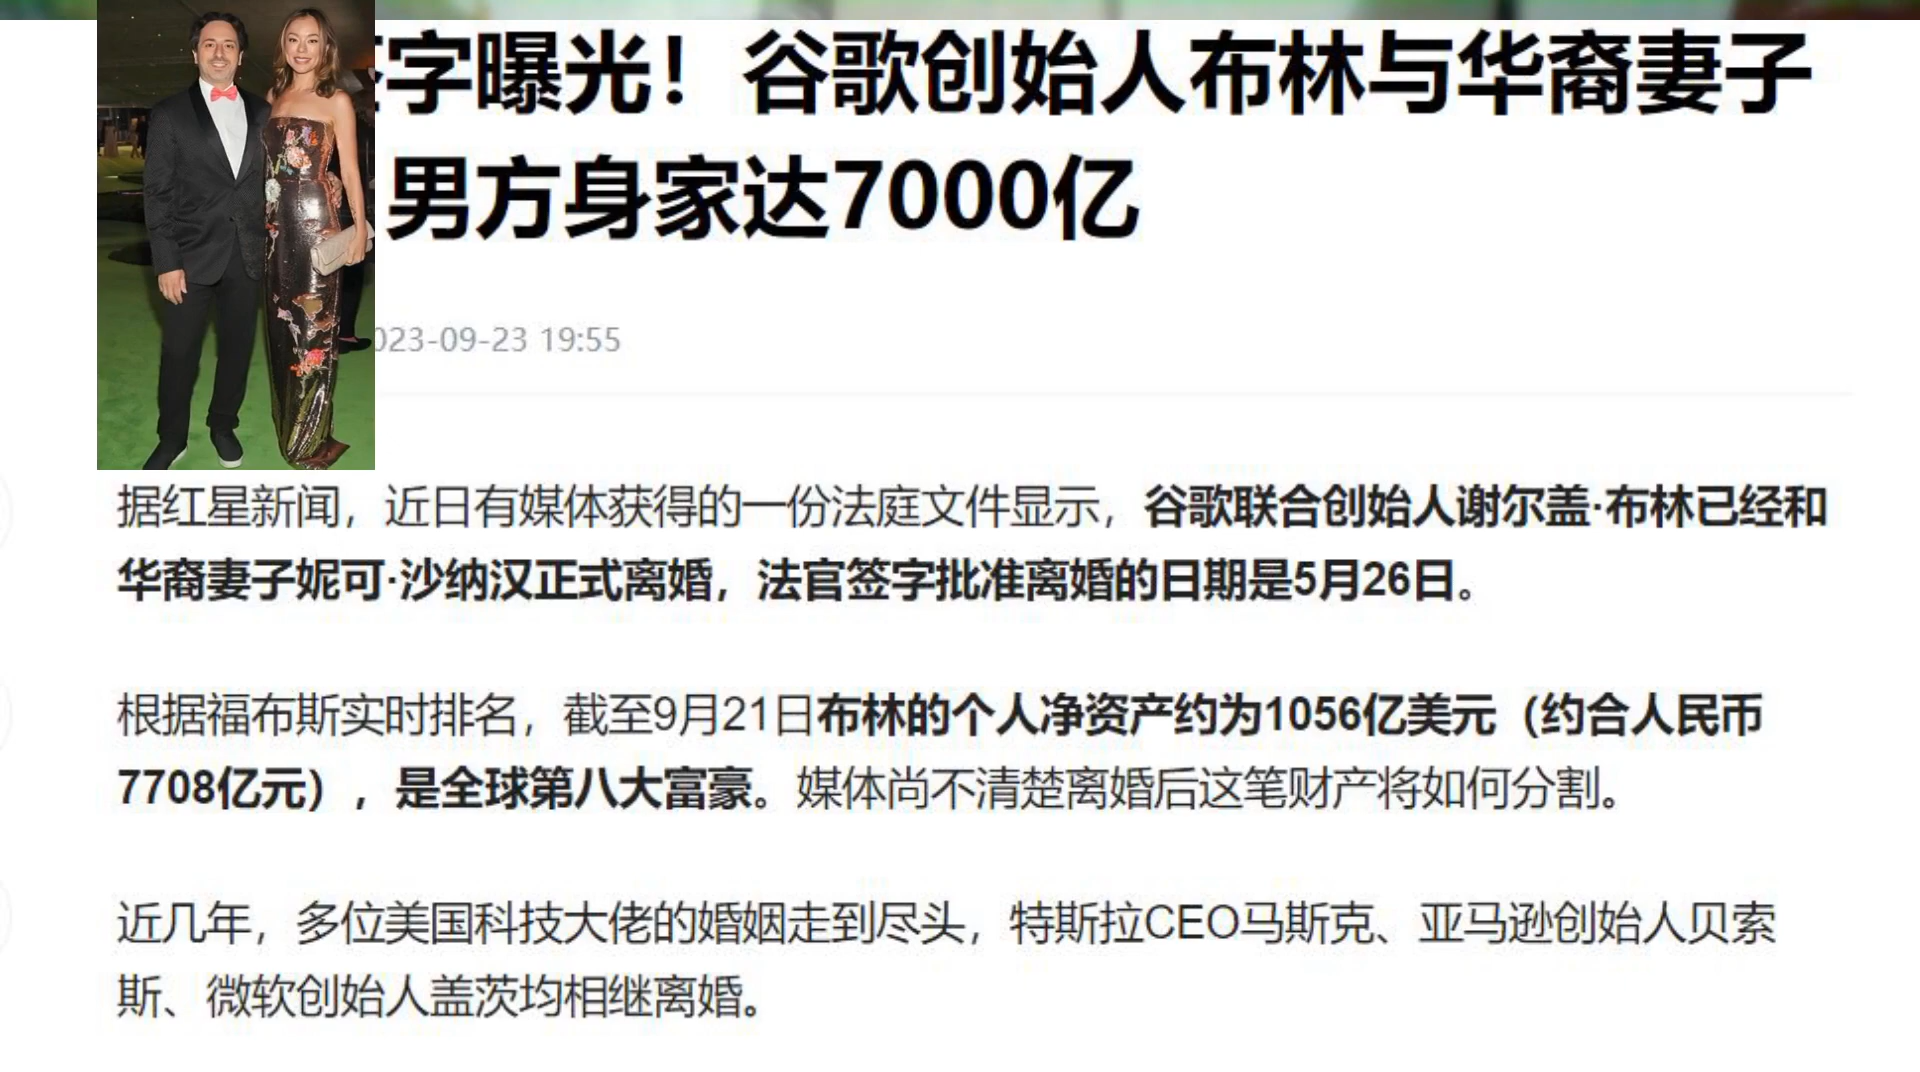 字曝光！谷歌创始人布林与华裔妻子
男方身家达7000亿
023-09-23 19:55
据红星新闻，近日有媒体获得的一份法庭文件显示，谷歌联合创始人谢尔盖·布林已经和
华裔妻子妮可·沙纳汉正式离婚，法官签字批准离婚的日期是5月26日。
根据福布斯实时排名，截至9月21日布林的个人净资产约为1056亿美元（约合人民币
7708亿元），是全球第八大富豪。媒体尚不清楚离婚后这笔财产将如何分割。
近几年，多位美国科技大佬的婚姻走到尽头，特斯拉CEO马斯克、亚马逊创始人贝索
斯、微软创始人盖茨均相继离婚。